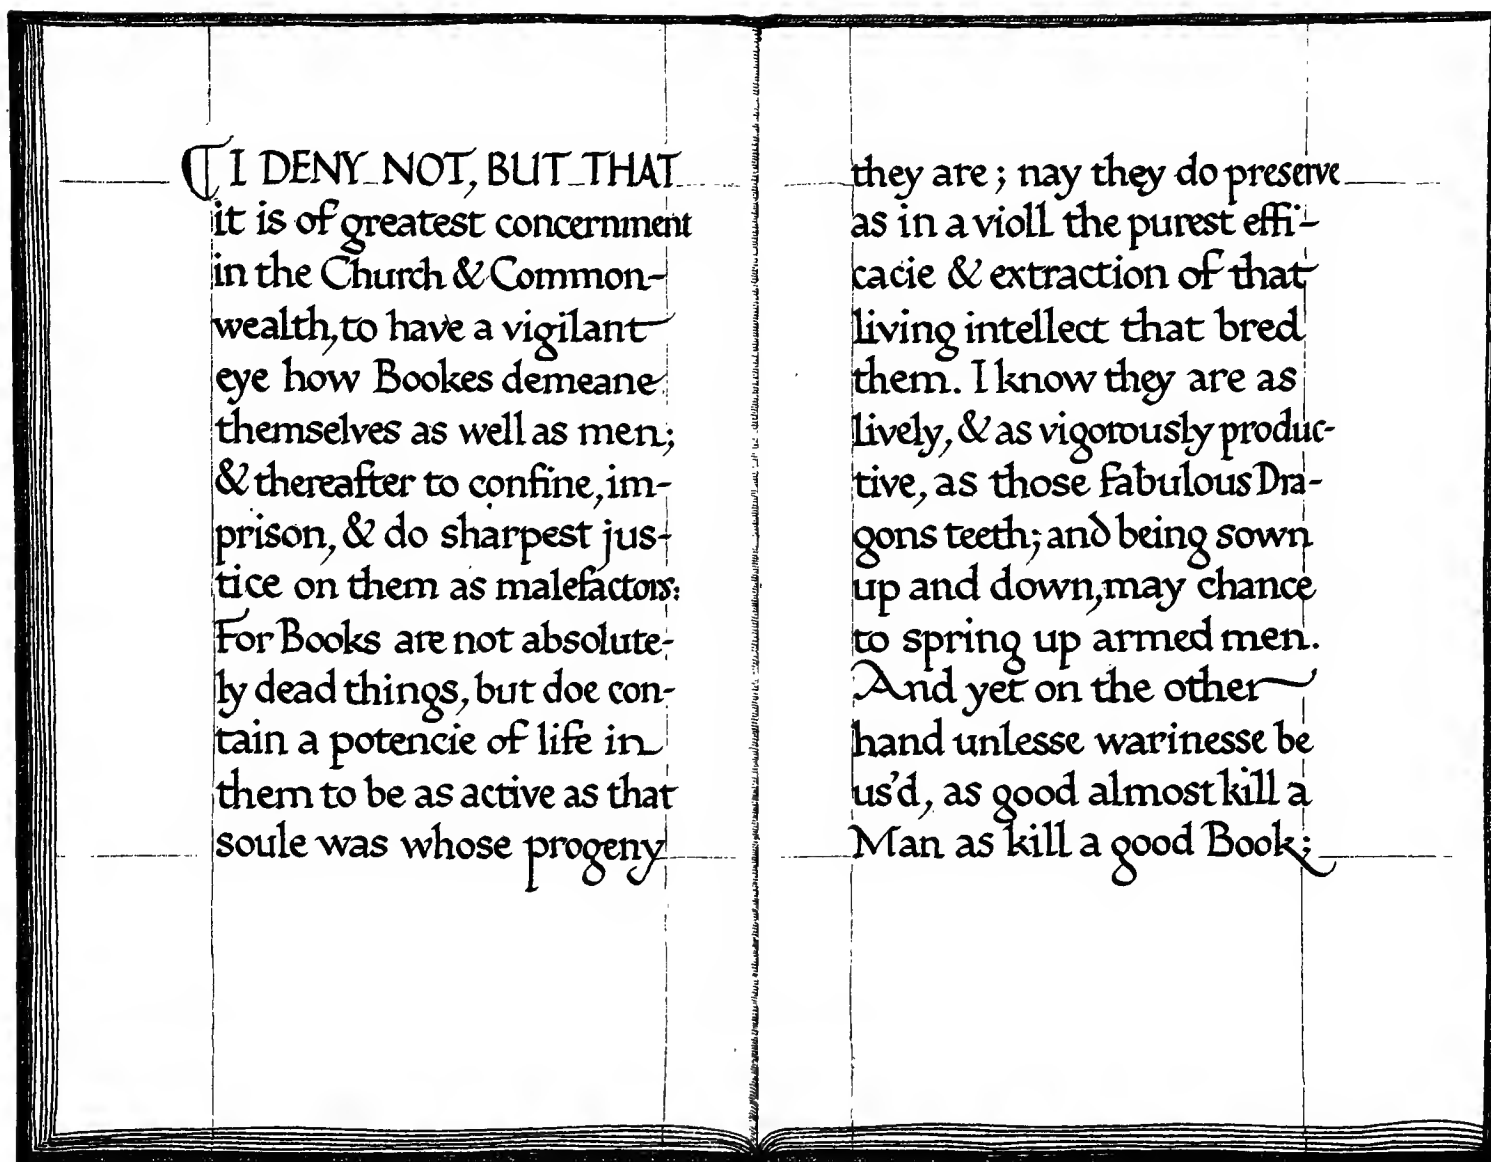 ¶ I DENY NOT, BUT THAT
it is of greatest concernment
in the Church & Common-
wealth, to have a vigilant
eye how Bookes demeane
themselves as well as men;
& thereafter to confine, im-
prison, & do sharpest jus-
tice on them as malefactors:
For Books are not absolute-
ly dead things, but doe con-
tain a potencie of life in
them to be as active as that
soule was whose progeny
they are; nay they do preserve
as in a violl the purest effi-
cacie & extraction of that
living intellect that bred
them. I know they are as
lively, & as vigorously produc-
tive, as those fabulous Dra-
gons teeth; and being sown
up and down, may chance
to spring up armed men.
And yet on the other
hand unlesse warinesse be
us'd, as good almost kill a
Man as kill a good Book;